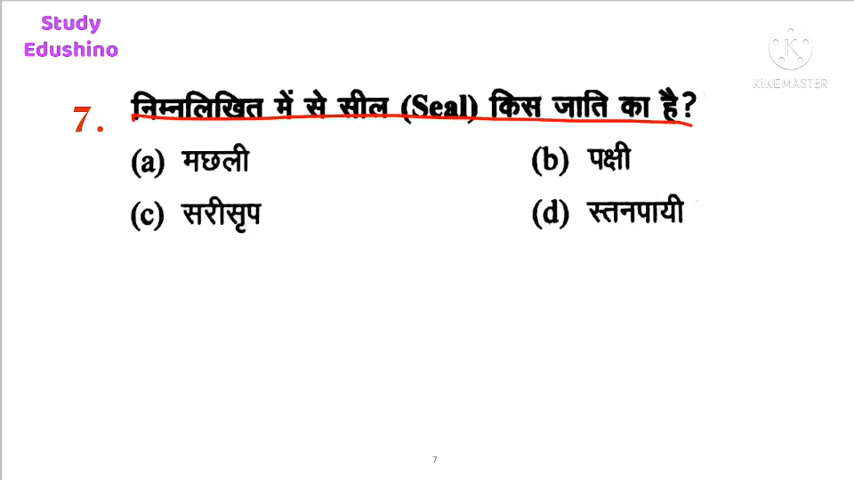 Study
Edushino
KINEMASTER
7. निम्नलिखित में से सील (Seal) किस जाति का है?
(a) मछली (b) पक्षी
(c) सरीसृप (d) स्तनपायी
7